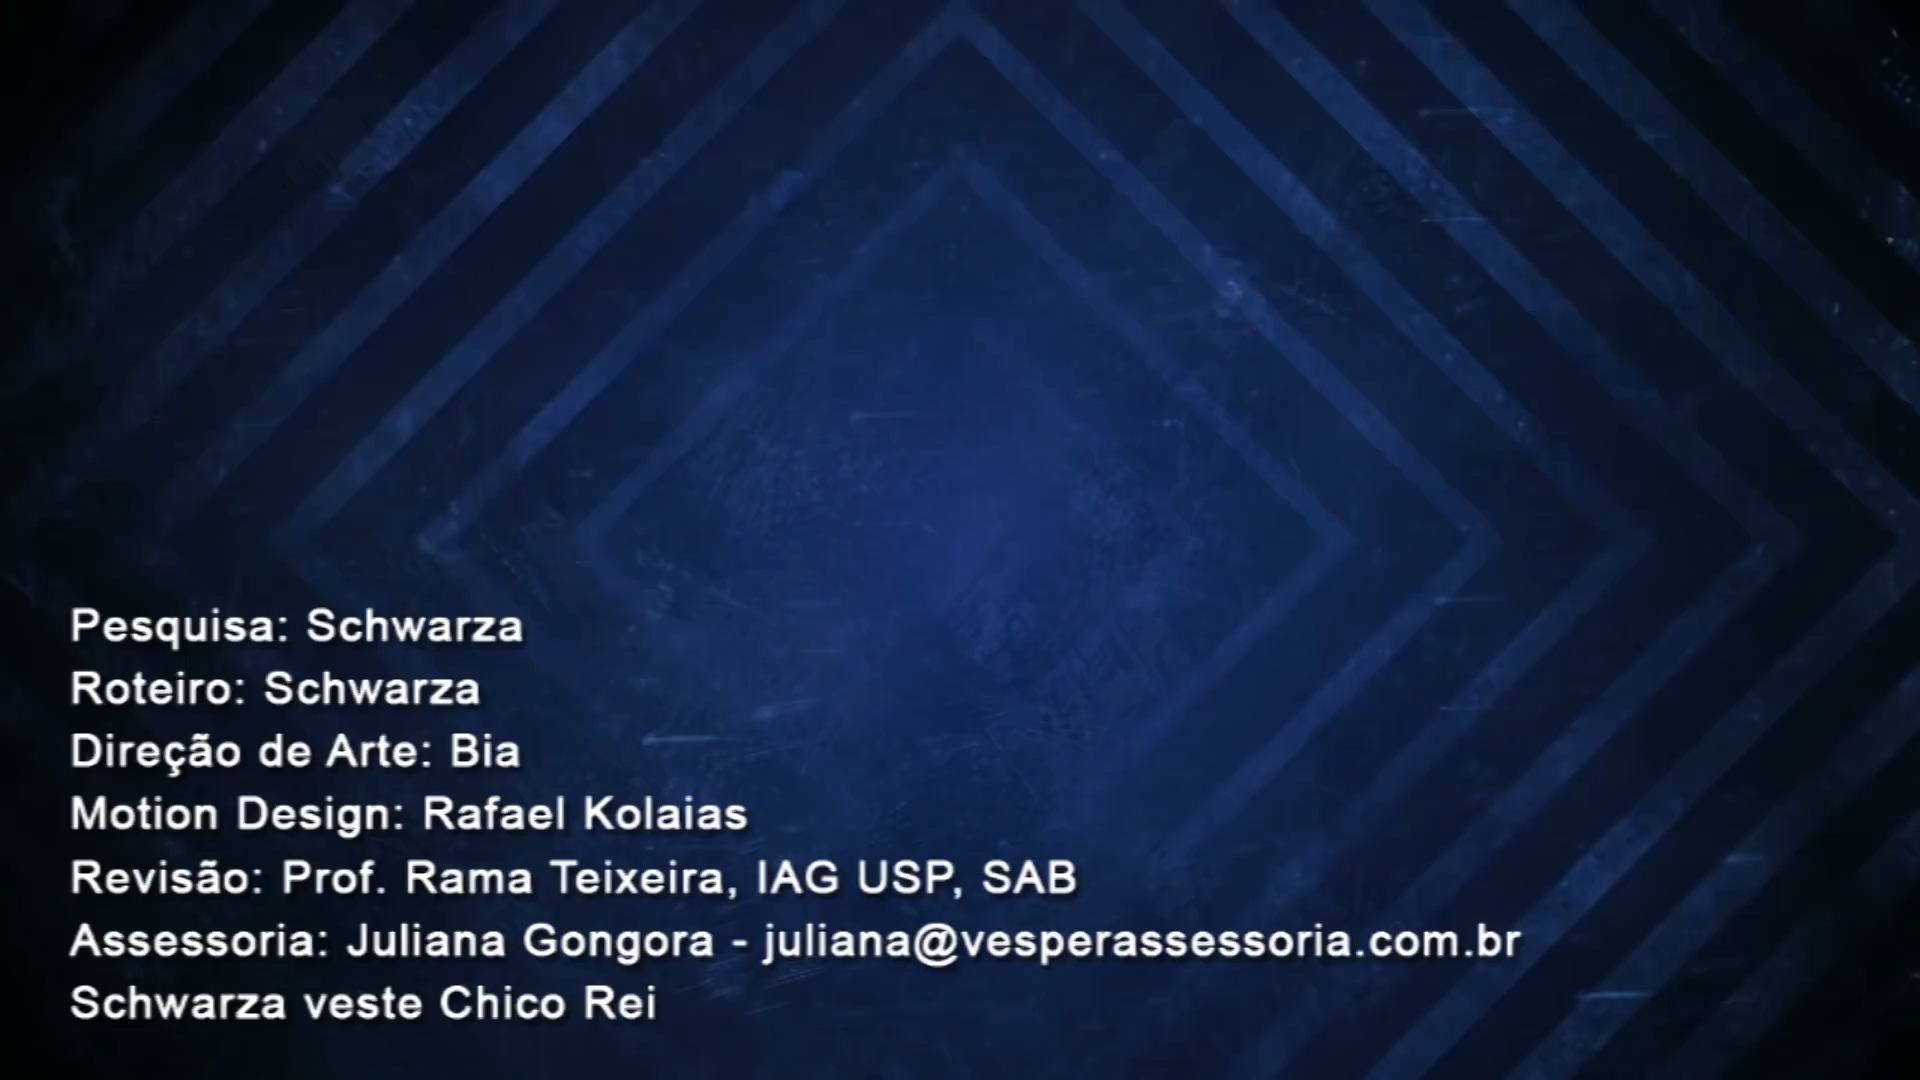 Pesquisa: Schwarza
Roteiro: Schwarza
Direção de Arte: Bia
Motion Design: Rafael Kolaias
Revisão: Prof. Rama Teixeira, IAG USP, SAB
Assessoria: Juliana Gongora - juliana@vesperassessoria.com.br
Schwarza veste Chico Rei